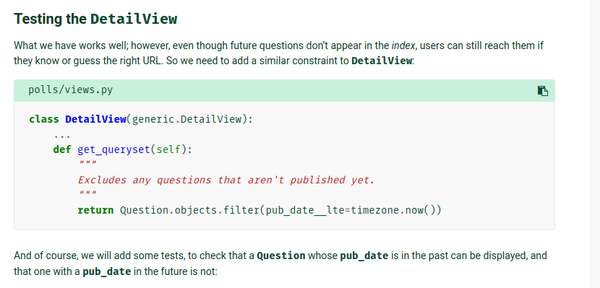 Testing the DetailView
What we have works well; however, even though future questions don't appear in the index, users can still reach them if
they know or guess the right URL. So we need to add a similar constraint to DetailView:
polls/views.py
class DetailView(generic.DetailView):
    ...
    def get_queryset(self):
        """
        Excludes any questions that aren't published yet.
        """
        return Question.objects.filter(pub_date__lte=timezone.now())
And of course, we will add some tests, to check that a Question whose pub_date is in the past can be displayed, and
that one with a pub_date in the future is not: